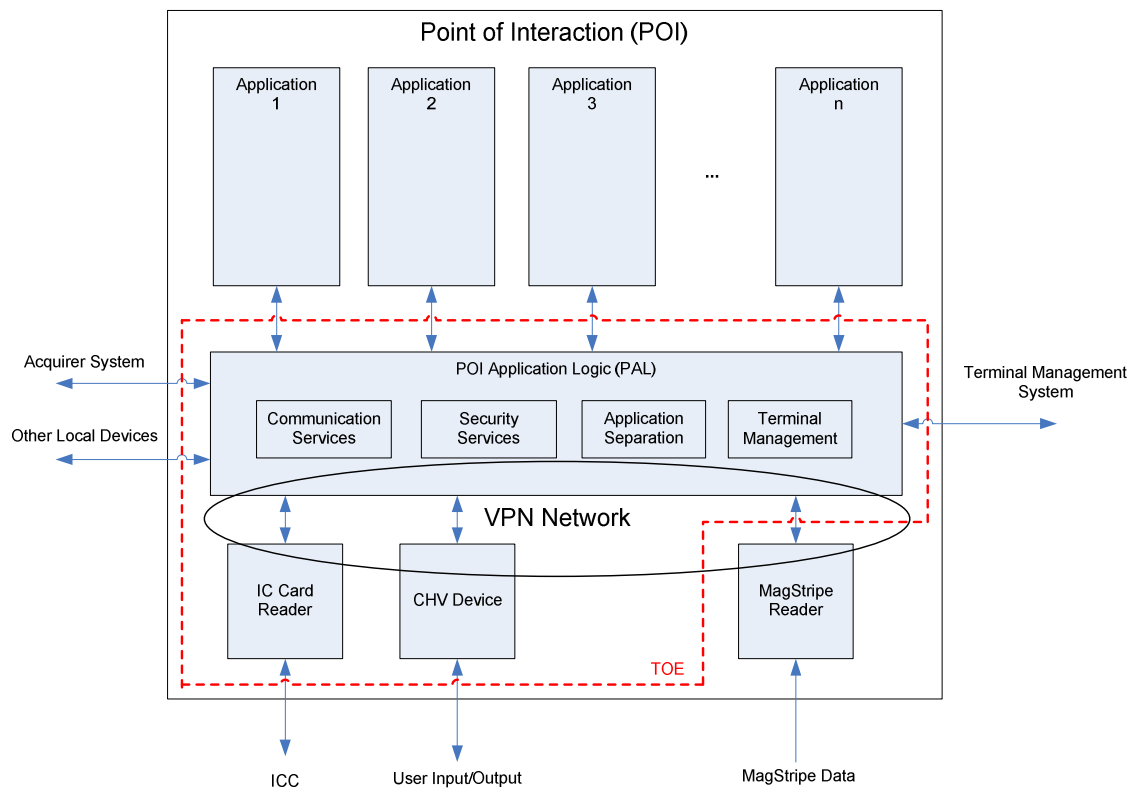 Point of Interaction (POI)
Application
1
Application
2
Application
3
...
Application
n
Acquirer System
Other Local Devices
Terminal Management
System
POI Application Logic (PAL)
Communication
Services
Security
Services
Application
Separation
Terminal
Management
VPN Network
IC Card
Reader
CHV Device
MagStripe
Reader
TOE
ICC
User Input/Output
MagStripe Data